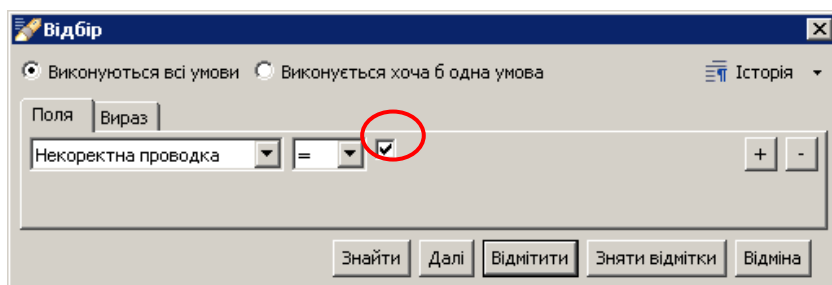 Відбір
Виконуються всі умови Виконується хоча б одна умова Історія
Поля Вираз
Некоректна проводка = + -
Знайти Далі Відмітити Зняти відмітки Відміна